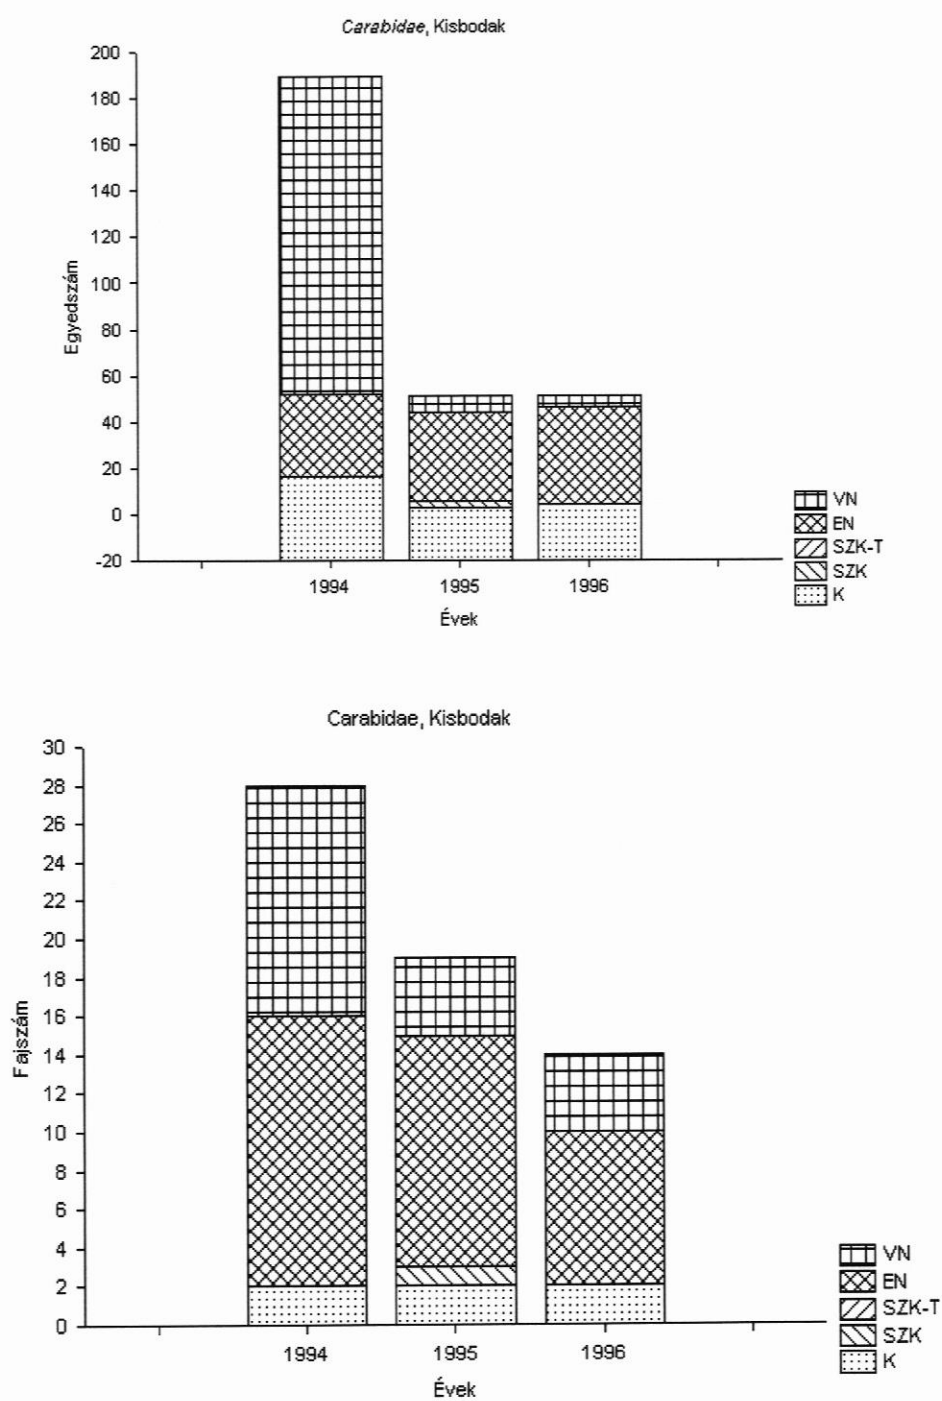 Carabidae, Kisbodak
200
180
160
140
120
100
80
60
40
20
0
-20
Egyedszám
1994 1995 1996
Évek
VN
EN
SZK-T
SZK
K
Carabidae, Kisbodak
30
28
26
24
22
20
18
16
14
12
10
8
6
4
2
0
Fajszám
1994 1995 1996
Évek
VN
EN
SZK-T
SZK
K